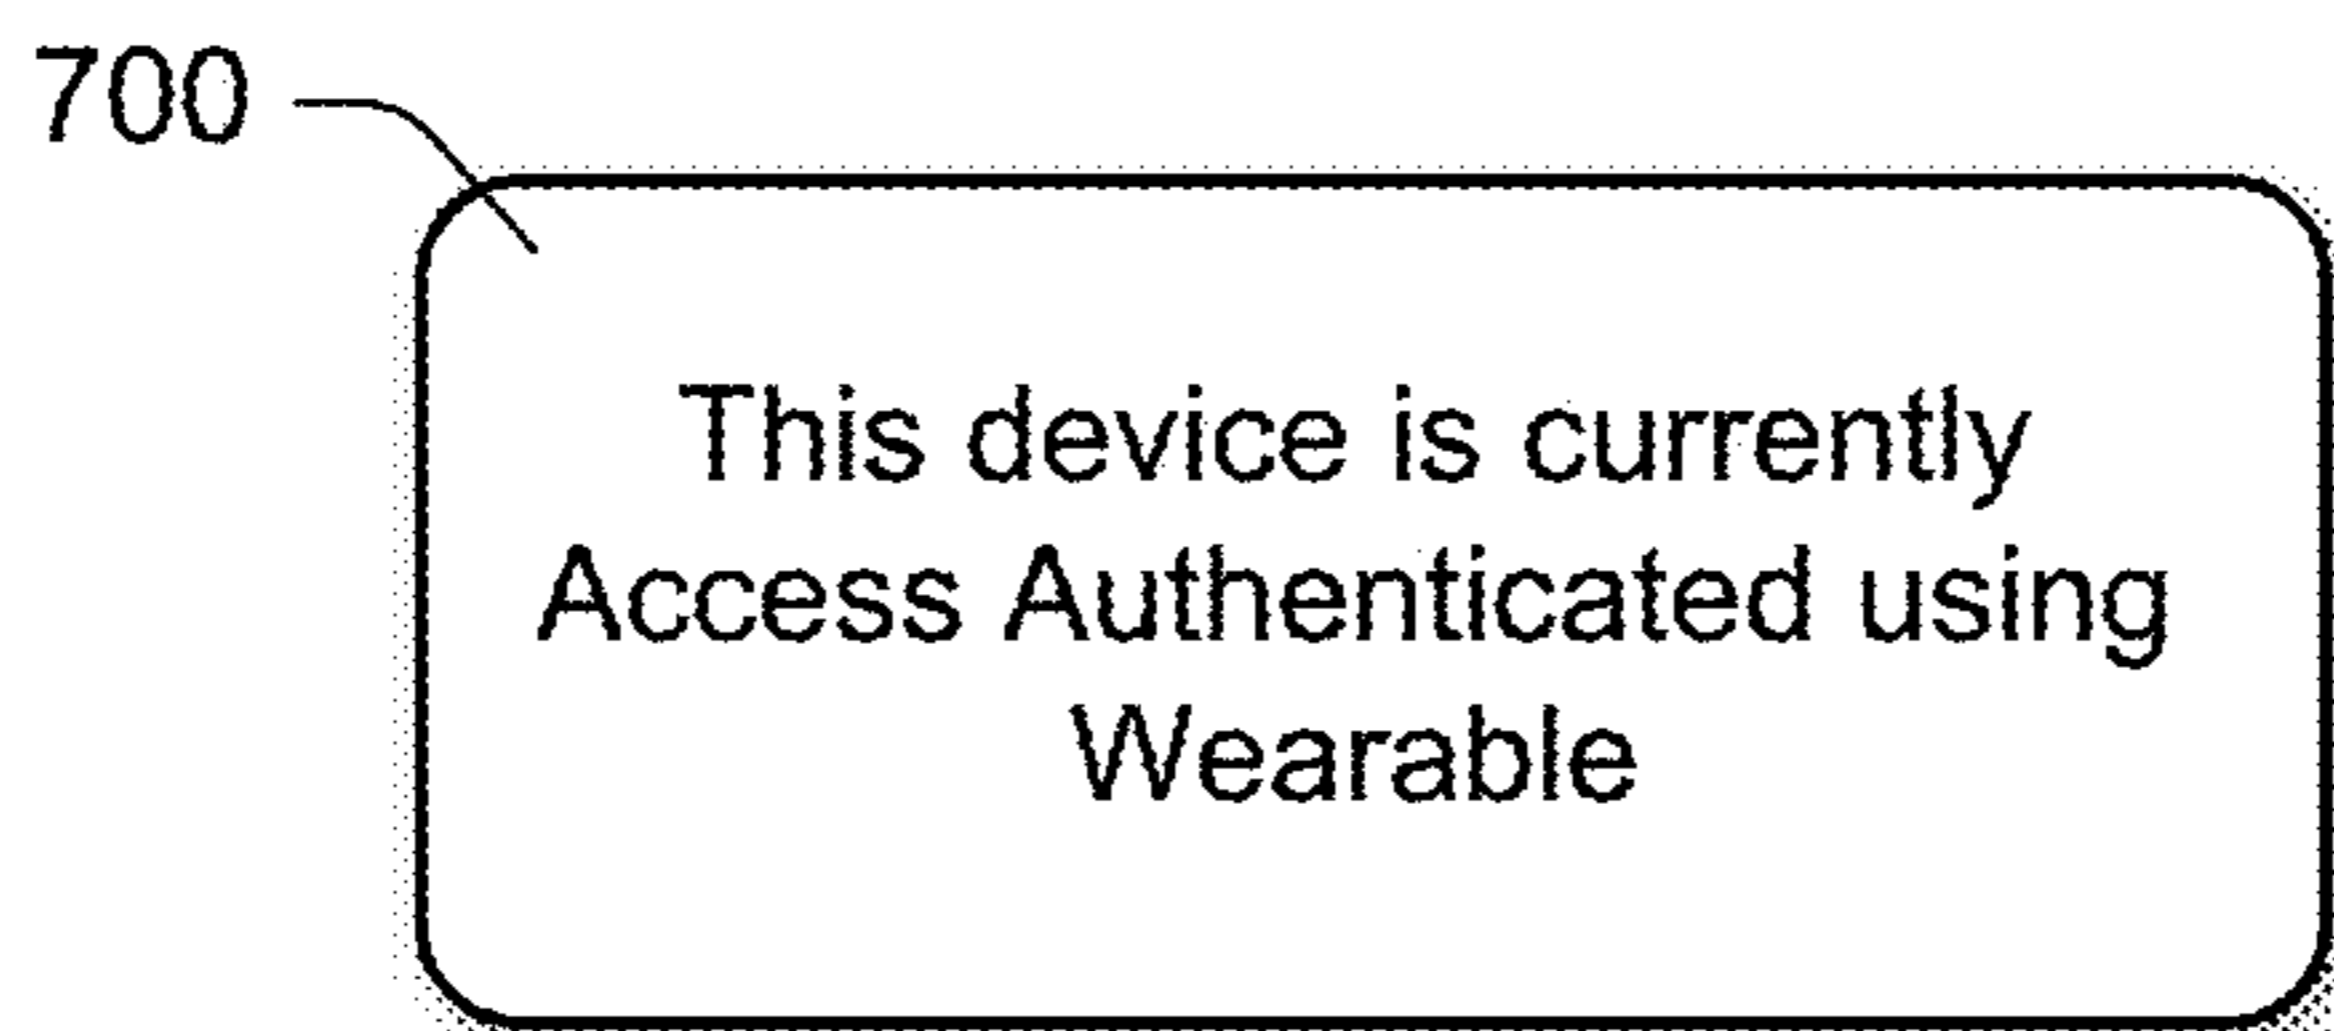 700
This device is currently
Access Authenticated using
Wearable